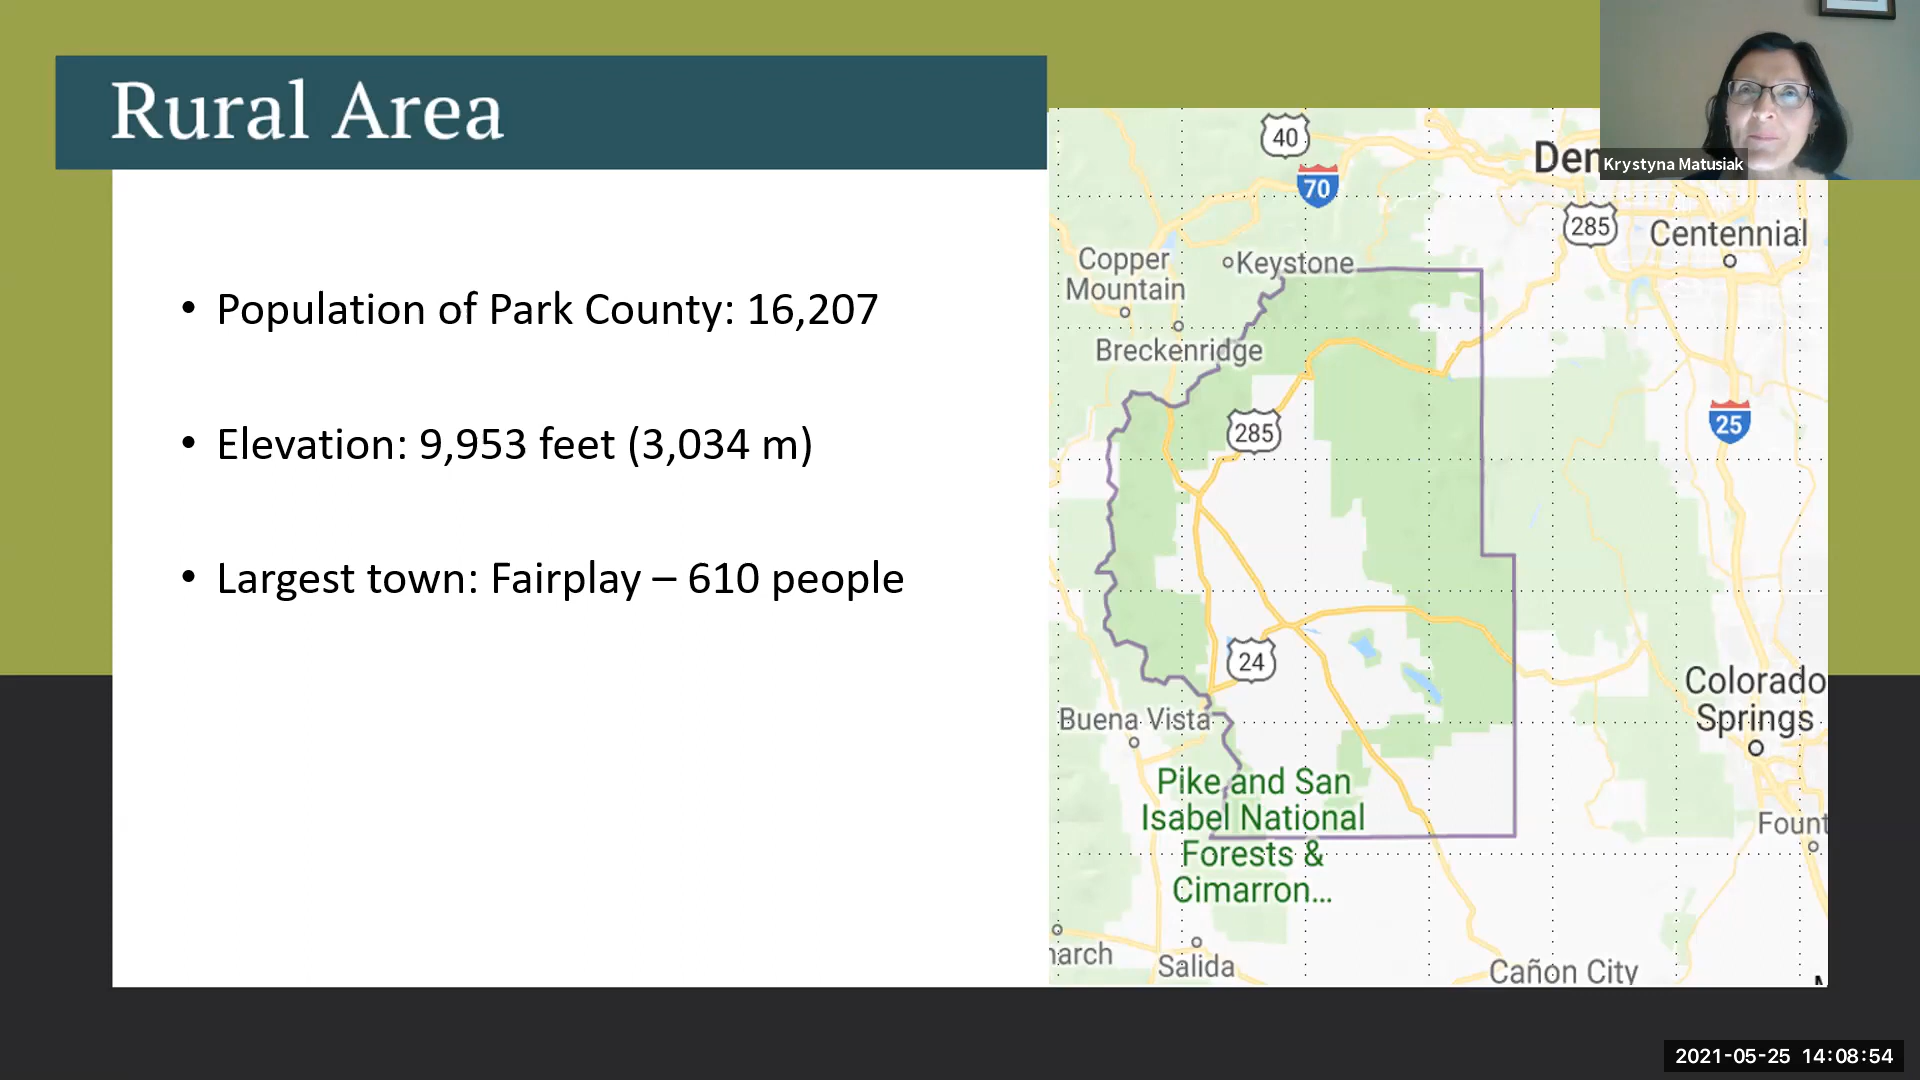 Rural Area
• Population of Park County: 16,207
• Elevation: 9,953 feet (3,034 m)
• Largest town: Fairplay – 610 people
40
70
Den
Krystyna Matusiak
285
Centennial
Copper
Mountain
Keystone
Breckenridge
25
285
24
Colorado
Springs
Buena Vista
Pike and San
Isabel National
Forests &
Cimarron...
Fount
arch
Salida
Cañon City
2021-05-25 14:08:54